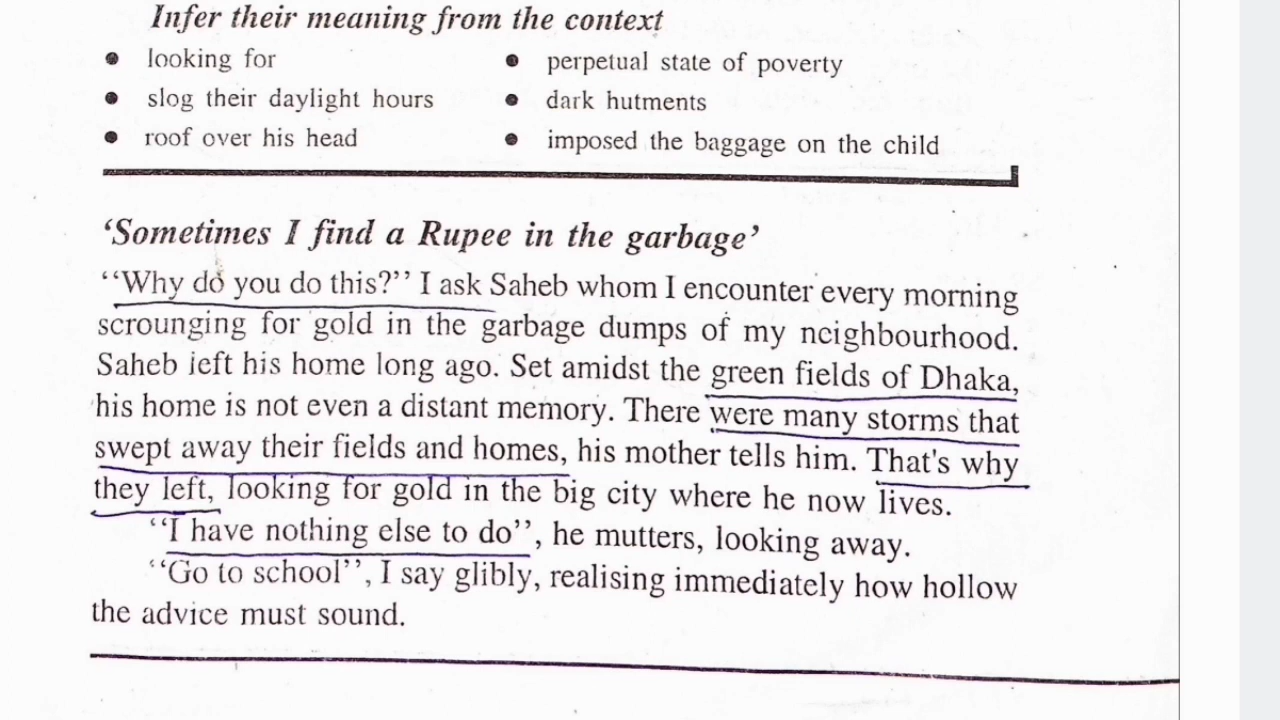 Infer their meaning from the context
looking for
perpetual state of poverty
slog their daylight hours
dark hutments
roof over his head
imposed the baggage on the child
‘Sometimes I find a Rupee in the garbage’
‘‘Why do you do this?’’ I ask Saheb whom I encounter every morning
scrounging for gold in the garbage dumps of my neighbourhood.
Saheb left his home long ago. Set amidst the green fields of Dhaka,
his home is not even a distant memory. There were many storms that
swept away their fields and homes, his mother tells him. That's why
they left, looking for gold in the big city where he now lives.
‘‘I have nothing else to do’’, he mutters, looking away.
‘‘Go to school’’, I say glibly, realising immediately how hollow
the advice must sound.